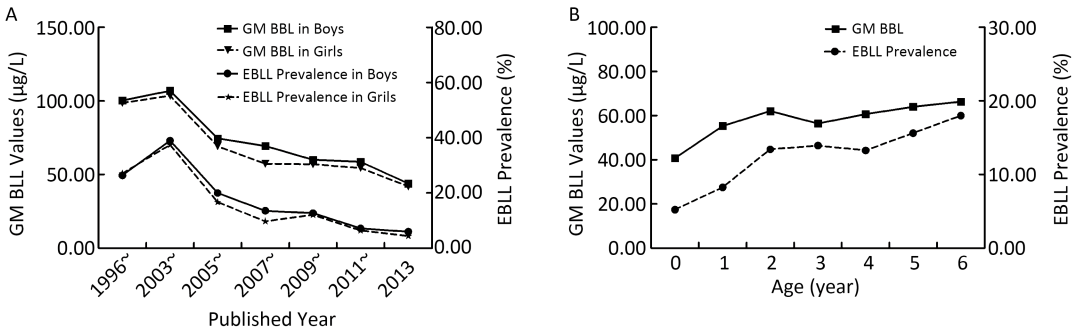 A
GM BBL in Boys
GM BBL in Girls
EBLL Prevalence in Boys
EBLL Prevalence in Grils
150.00
100.00
50.00
0.00
GM BLL Values (μg/L)
80.00
60.00
40.00
20.00
0.00
EBLL Prevalence (%)
1996~
2003~
2005~
2007~
2009~
2011~
2013
Published Year
B
GM BBL
EBLL Prevalence
100.00
80.00
60.00
40.00
20.00
00.00
GM BLL Values (μg/L)
30.00
20.00
10.00
0.00
EBLL Prevalence (%)
0 1 2 3 4 5 6
Age (year)